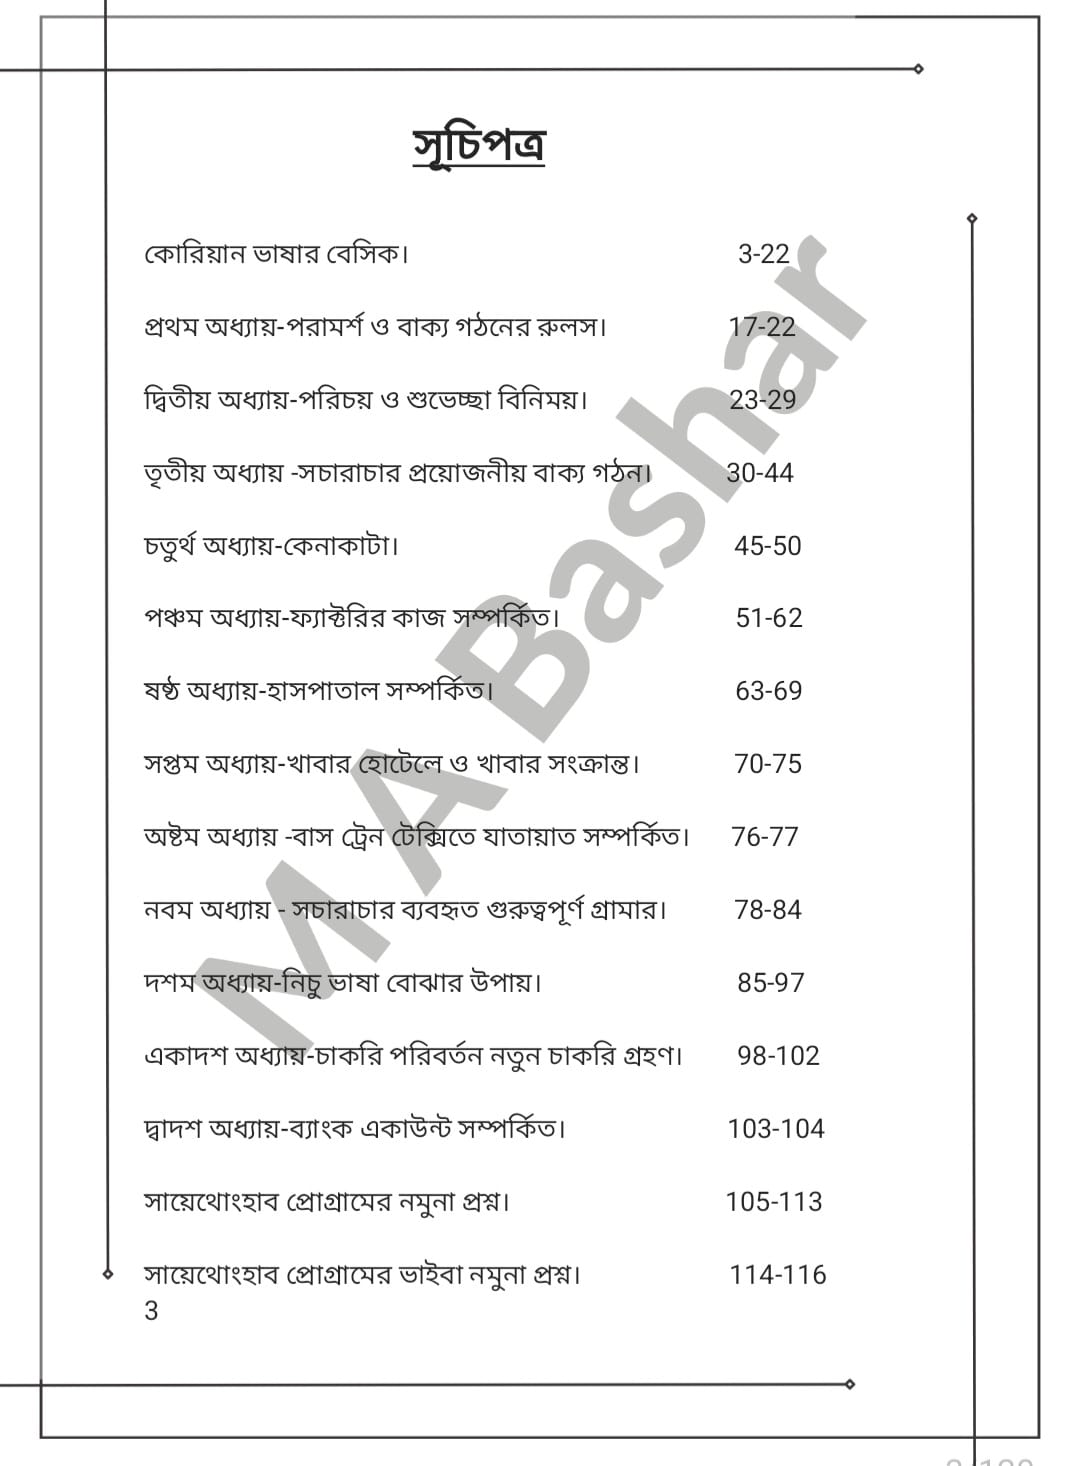 সূচিপত্র
কোরিয়ান ভাষার বেসিক। 3-22
প্রথম অধ্যায়-পরামর্শ ও বাক্য গঠনের রুলস। 17-22
দ্বিতীয় অধ্যায়-পরিচয় ও শুভেচ্ছা বিনিময়। 23-29
তৃতীয় অধ্যায় -সচারাচার প্রয়োজনীয় বাক্য গঠন। 30-44
চতুর্থ অধ্যায়-কেনাকাটা। 45-50
পঞ্চম অধ্যায়-ফ্যাক্টরির কাজ সম্পর্কিত। 51-62
ষষ্ঠ অধ্যায়-হাসপাতাল সম্পর্কিত। 63-69
সপ্তম অধ্যায়-খাবার হোটেলে ও খাবার সংক্রান্ত। 70-75
অষ্টম অধ্যায় -বাস ট্রেন টেক্সিতে যাতায়াত সম্পর্কিত। 76-77
নবম অধ্যায় - সচারাচার ব্যবহৃত গুরুত্বপূর্ণ গ্রামার। 78-84
দশম অধ্যায়-নিচু ভাষা বোঝার উপায়। 85-97
একাদশ অধ্যায়-চাকরি পরিবর্তন নতুন চাকরি গ্রহণ। 98-102
দ্বাদশ অধ্যায়-ব্যাংক একাউন্ট সম্পর্কিত। 103-104
সায়েথোংহাব প্রোগ্রামের নমুনা প্রশ্ন। 105-113
সায়েথোংহাব প্রোগ্রামের ভাইবা নমুনা প্রশ্ন। 114-116
3
M A Bashar